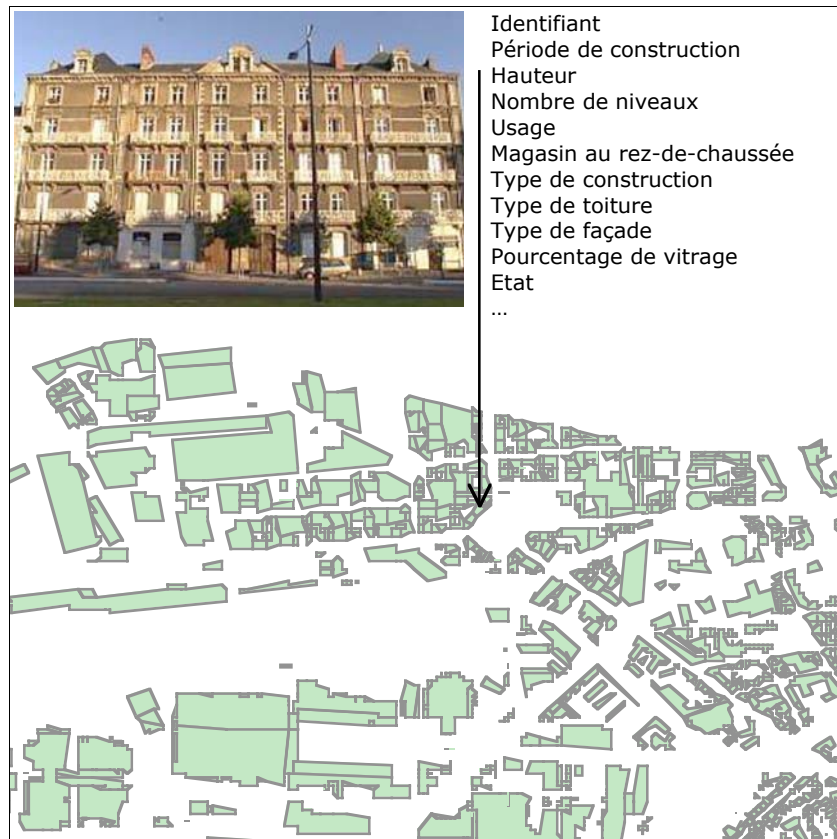 Identifiant
Période de construction
Hauteur
Nombre de niveaux
Usage
Magasin au rez-de-chaussée
Type de construction
Type de toiture
Type de façade
Pourcentage de vitrage
Etat
…